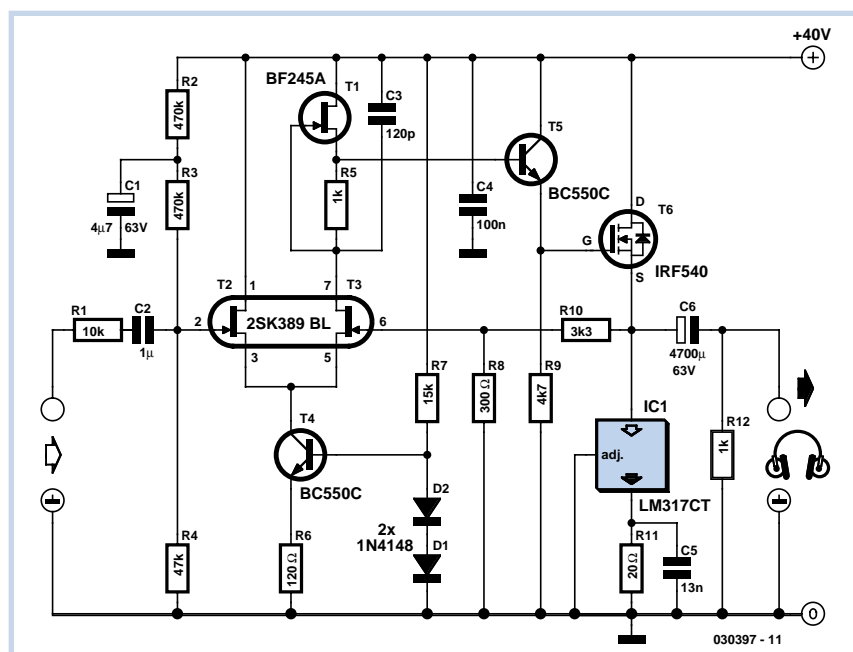 +40V
BF245A
R2
470k
T1
C3
120p
T5
R3
470k
C1
4µ7
63V
R5
1k
C4
100n
BC550C
D
T6
G
IRF540
S
T2
1
7
T3
R1
10k
C2
1µ
2
2SK389 BL
6
R10
3k3
C6
4700µ
63V
3
5
R7
15k
R8
300Ω
R9
4k7
IC1
R12
1k
T4
adj.
BC550C
D2
LM317CT
2x
1N4148
D1
R4
47k
R6
120Ω
R11
20Ω
C5
13n
0
030397 - 11